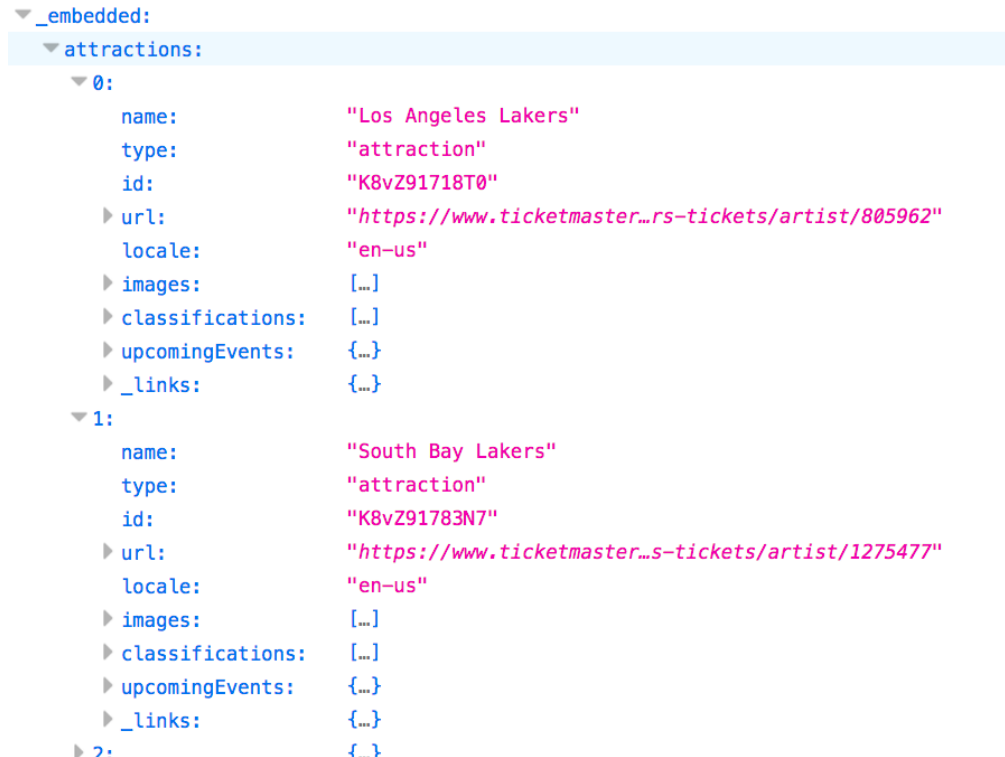 _embedded:
attractions:
0:
name: "Los Angeles Lakers"
type: "attraction"
id: "K8vZ91718T0"
url: "https://www.ticketmaster…rs-tickets/artist/805962"
locale: "en-us"
images: […]
classifications: […]
upcomingEvents: {…}
_links: {…}
1:
name: "South Bay Lakers"
type: "attraction"
id: "K8vZ91783N7"
url: "https://www.ticketmaster…s-tickets/artist/1275477"
locale: "en-us"
images: […]
classifications: […]
upcomingEvents: {…}
_links: {…}
2: {…}